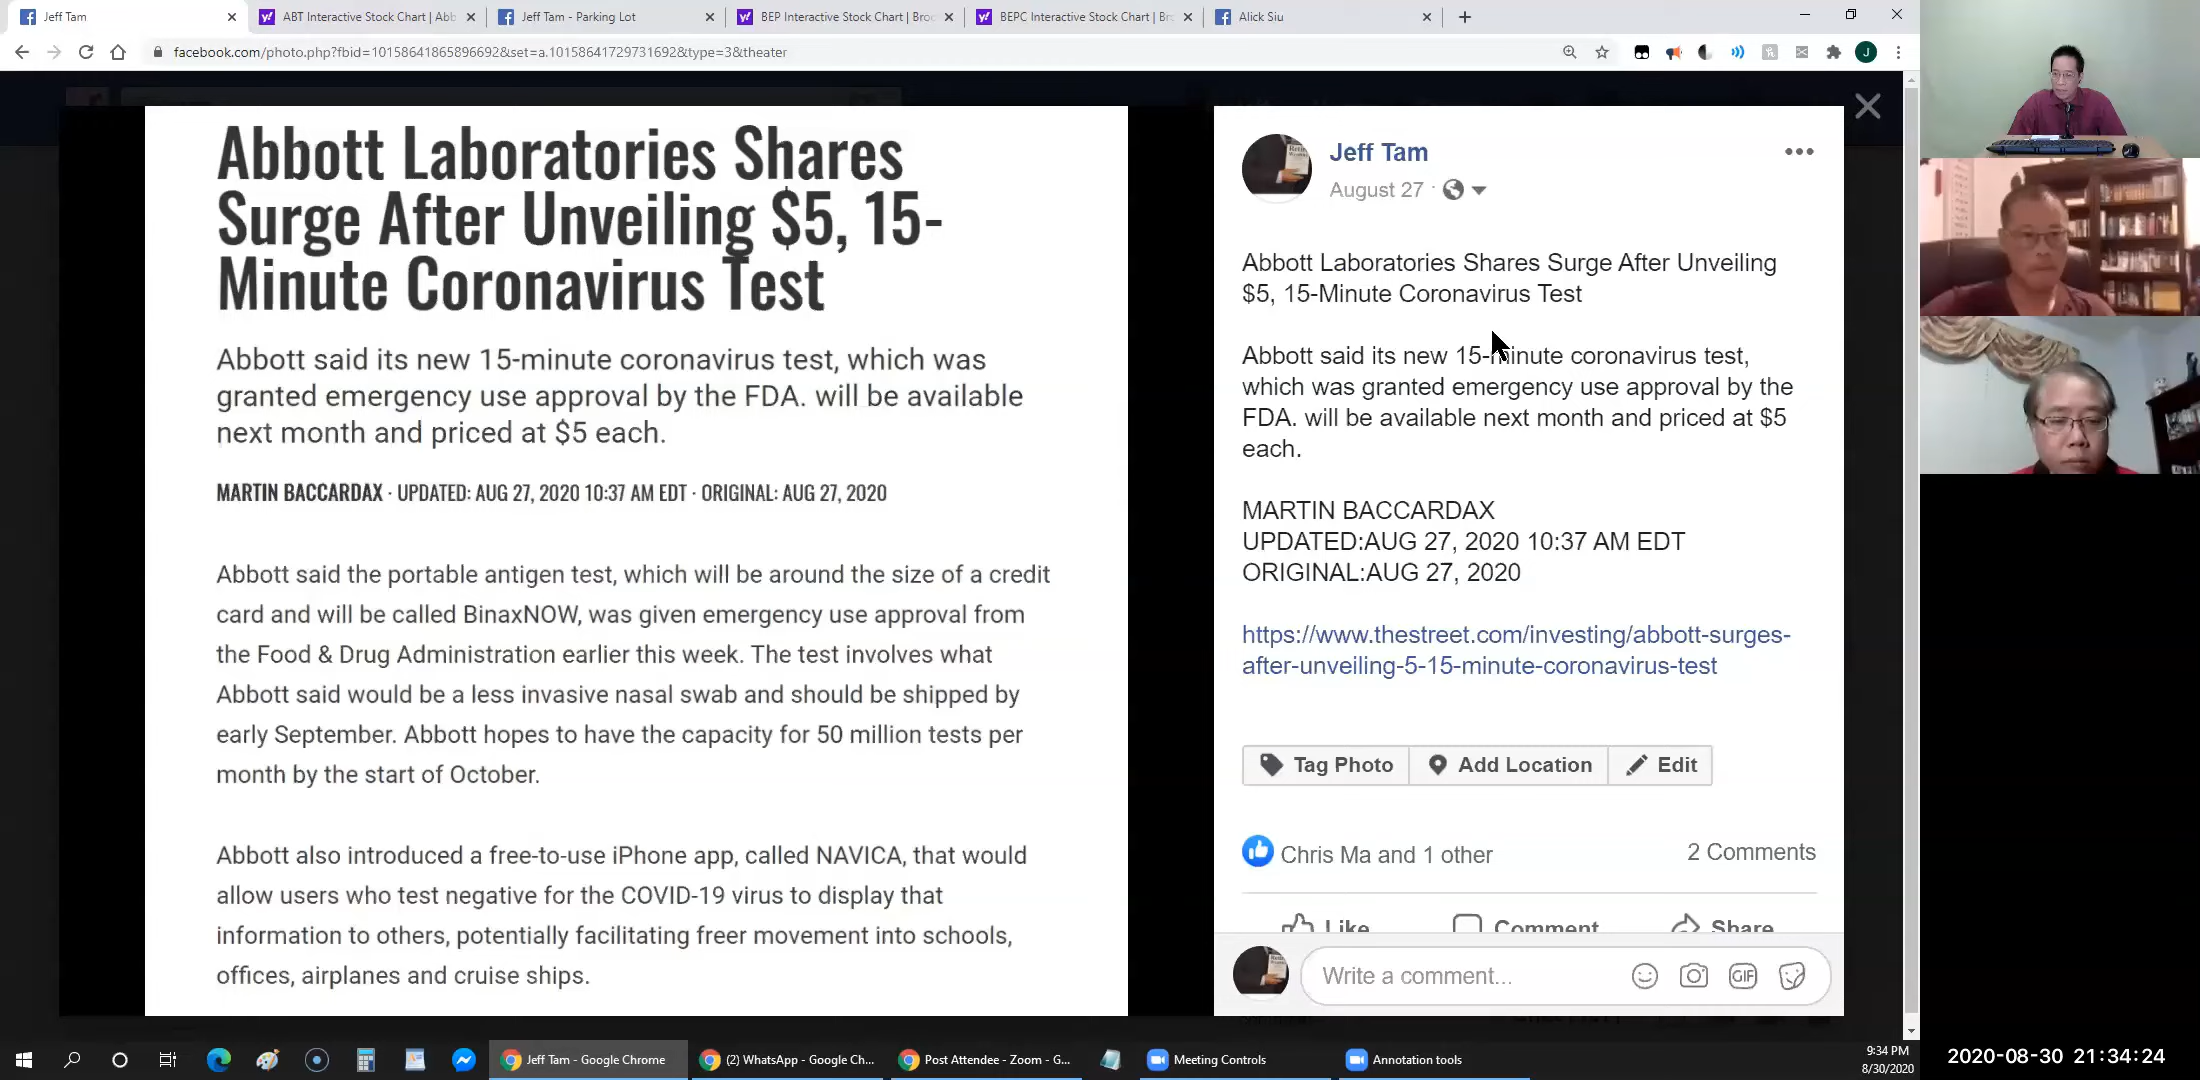 Jeff Tam
ABT Interactive Stock Chart | Abb
Jeff Tam - Parking Lot
BEP Interactive Stock Chart | Broo
BEPC Interactive Stock Chart | Br
Alick Siu
facebook.com/photo.php?fbid=10158641865896692&set=a.10158641729731692&type=3&theater
Abbott Laboratories Shares
Surge After Unveiling $5, 15-
Minute Coronavirus Test
Abbott said its new 15-minute coronavirus test, which was
granted emergency use approval by the FDA. will be available
next month and priced at $5 each.
MARTIN BACCARDAX · UPDATED: AUG 27, 2020 10:37 AM EDT · ORIGINAL: AUG 27, 2020
Abbott said the portable antigen test, which will be around the size of a credit
card and will be called BinaxNOW, was given emergency use approval from
the Food & Drug Administration earlier this week. The test involves what
Abbott said would be a less invasive nasal swab and should be shipped by
early September. Abbott hopes to have the capacity for 50 million tests per
month by the start of October.
Abbott also introduced a free-to-use iPhone app, called NAVICA, that would
allow users who test negative for the COVID-19 virus to display that
information to others, potentially facilitating freer movement into schools,
offices, airplanes and cruise ships.
Jeff Tam
August 27 ·
Abbott Laboratories Shares Surge After Unveiling
$5, 15-Minute Coronavirus Test
Abbott said its new 15-minute coronavirus test,
which was granted emergency use approval by the
FDA. will be available next month and priced at $5
each.
MARTIN BACCARDAX
UPDATED:AUG 27, 2020 10:37 AM EDT
ORIGINAL:AUG 27, 2020
https://www.thestreet.com/investing/abbott-surges-
after-unveiling-5-15-minute-coronavirus-test
Tag Photo
Add Location
Edit
Chris Ma and 1 other
2 Comments
Like
Comment
Share
Write a comment...
GIF
Jeff Tam - Google Chrome
(2) WhatsApp - Google Ch...
Post Attendee - Zoom - G...
Meeting Controls
Annotation tools
9:34 PM
8/30/2020
2020-08-30 21:34:24